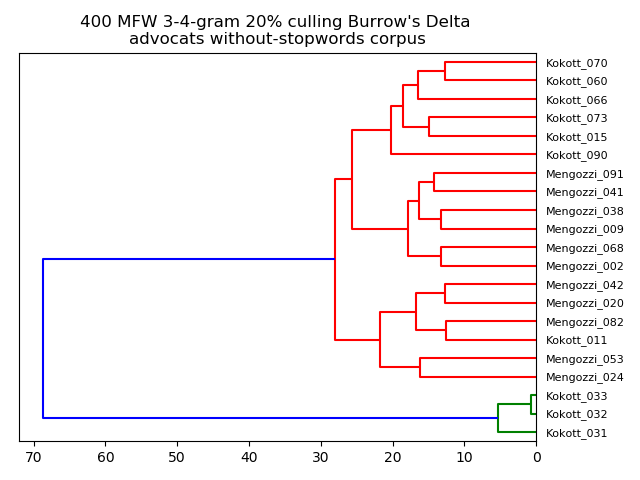 400 MFW 3-4-gram 20% culling Burrow's Delta
advocats without-stopwords corpus
Kokott_070
Kokott_060
Kokott_066
Kokott_073
Kokott_015
Kokott_090
Mengozzi_091
Mengozzi_041
Mengozzi_038
Mengozzi_009
Mengozzi_068
Mengozzi_002
Mengozzi_042
Mengozzi_020
Mengozzi_082
Kokott_011
Mengozzi_053
Mengozzi_024
Kokott_033
Kokott_032
Kokott_031
70 60 50 40 30 20 10 0